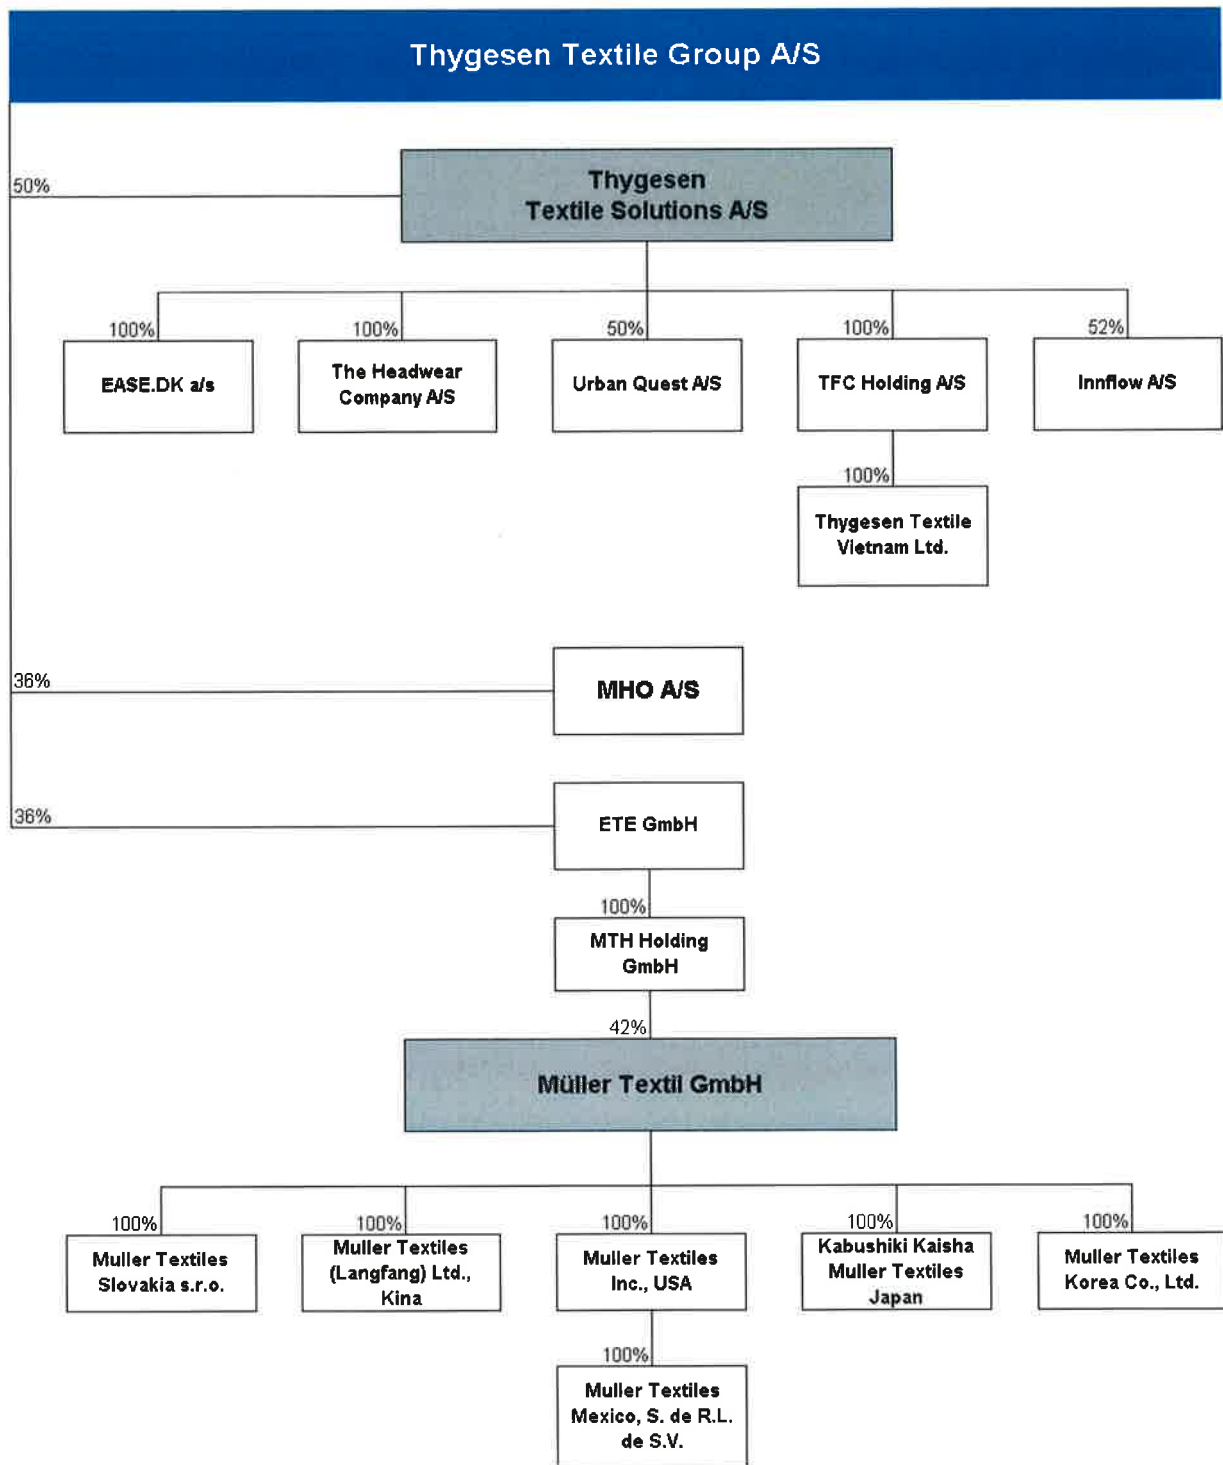 Thygesen Textile Group A/S
50%
Thygesen
Textile Solutions A/S
100%
100%
50%
100%
52%
EASE.DK a/s
The Headwear
Company A/S
Urban Quest A/S
TFC Holding A/S
Innflow A/S
100%
Thygesen Textile
Vietnam Ltd.
36%
MHO A/S
36%
ETE GmbH
100%
MTH Holding
GmbH
42%
Müller Textil GmbH
100%
100%
100%
100%
100%
Muller Textiles
Slovakia s.r.o.
Muller Textiles
(Langfang) Ltd.,
Kina
Muller Textiles
Inc., USA
Kabushiki Kaisha
Muller Textiles
Japan
Muller Textiles
Korea Co., Ltd.
100%
Muller Textiles
Mexico, S. de R.L.
de S.V.